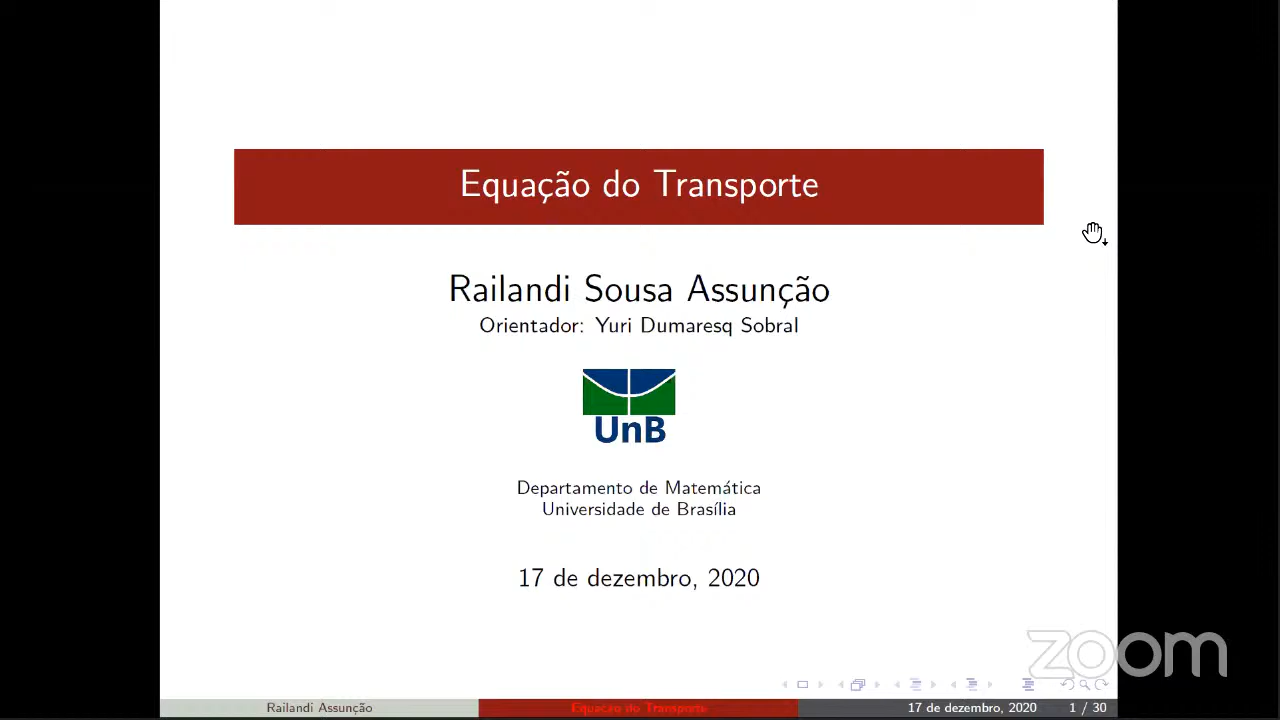 Equação do Transporte
Railandi Sousa Assunção
Orientador: Yuri Dumaresq Sobral
UnB
Departamento de Matemática
Universidade de Brasília
17 de dezembro, 2020
zoom
Railandi Assunção
Equação do Transporte
17 de dezembro, 2020
1 / 30